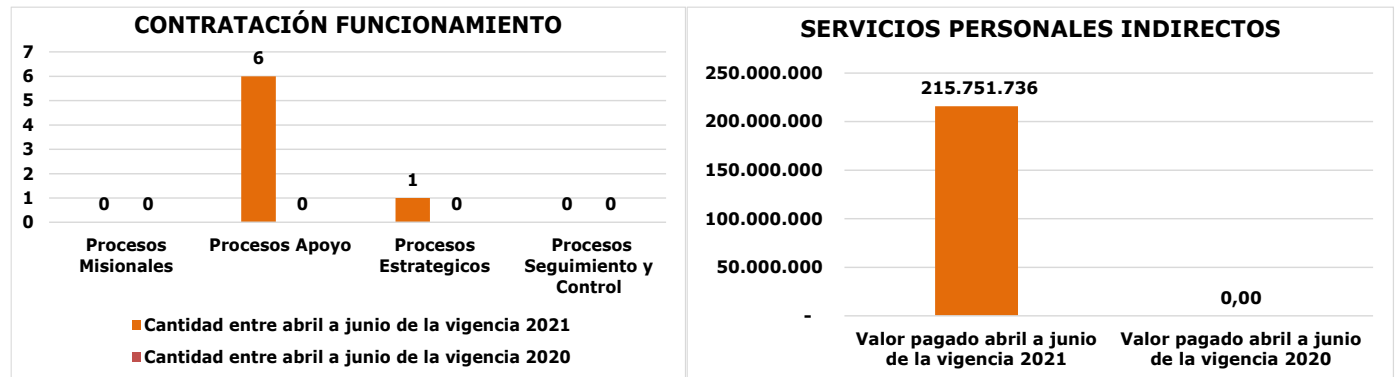 CONTRATACIÓN FUNCIONAMIENTO
7
6
5
4
3
2
1
0
0 0
6
0
1
0
0 0
Procesos
Misionales
Procesos Apoyo
Procesos
Estrategicos
Procesos
Seguimiento y
Control
Cantidad entre abril a junio de la vigencia 2021
Cantidad entre abril a junio de la vigencia 2020
SERVICIOS PERSONALES INDIRECTOS
250.000.000
200.000.000
150.000.000
100.000.000
50.000.000
-
215.751.736
0,00
Valor pagado abril a junio
de la vigencia 2021
Valor pagado abril a junio
de la vigencia 2020